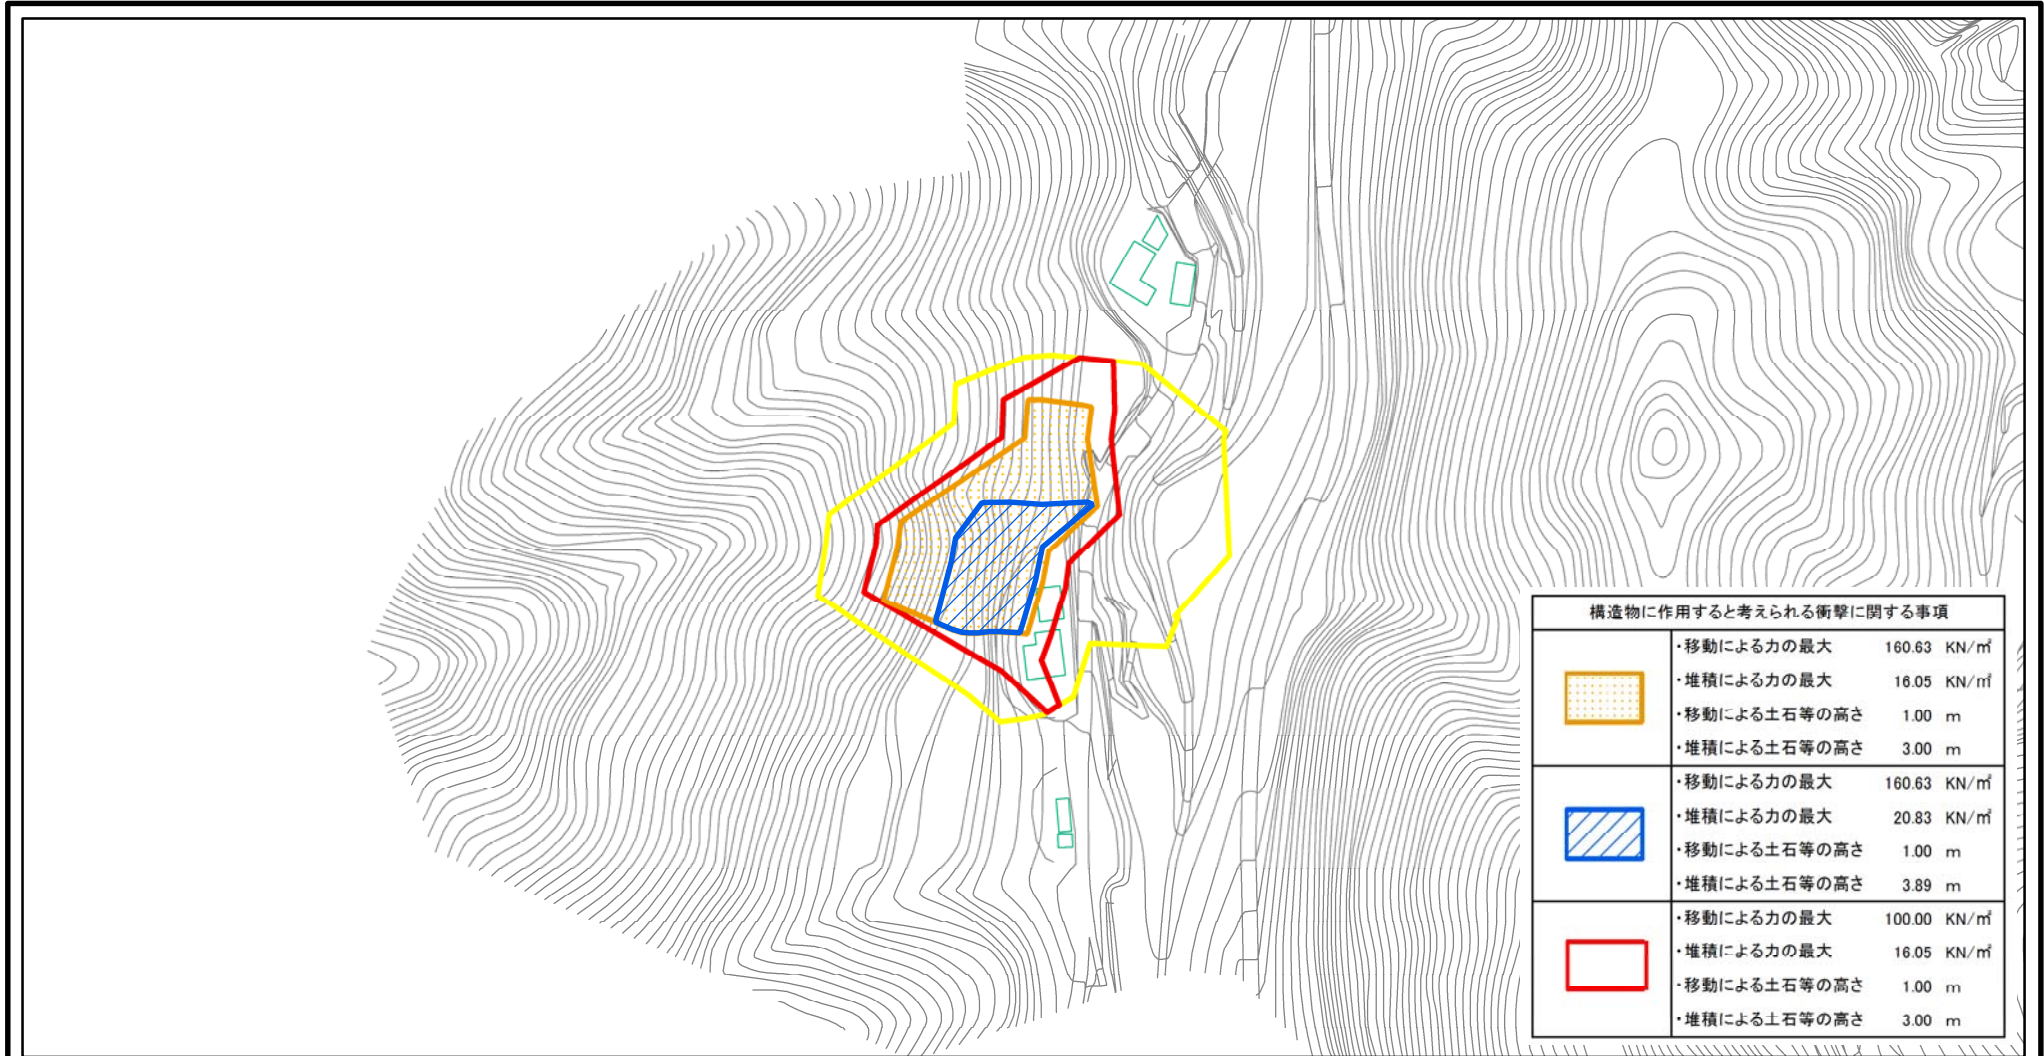 構造物に作用すると考えられる衝撃に関する事項
・移動による力の最大 160.63 KN/㎡
・堆積による力の最大 16.05 KN/㎡
・移動による土石等の高さ 1.00 m
・堆積による土石等の高さ 3.00 m
・移動による力の最大 160.63 KN/㎡
・堆積による力の最大 20.83 KN/㎡
・移動による土石等の高さ 1.00 m
・堆積による土石等の高さ 3.89 m
・移動による力の最大 100.00 KN/㎡
・堆積による力の最大 16.05 KN/㎡
・移動による土石等の高さ 1.00 m
・堆積による土石等の高さ 3.00 m